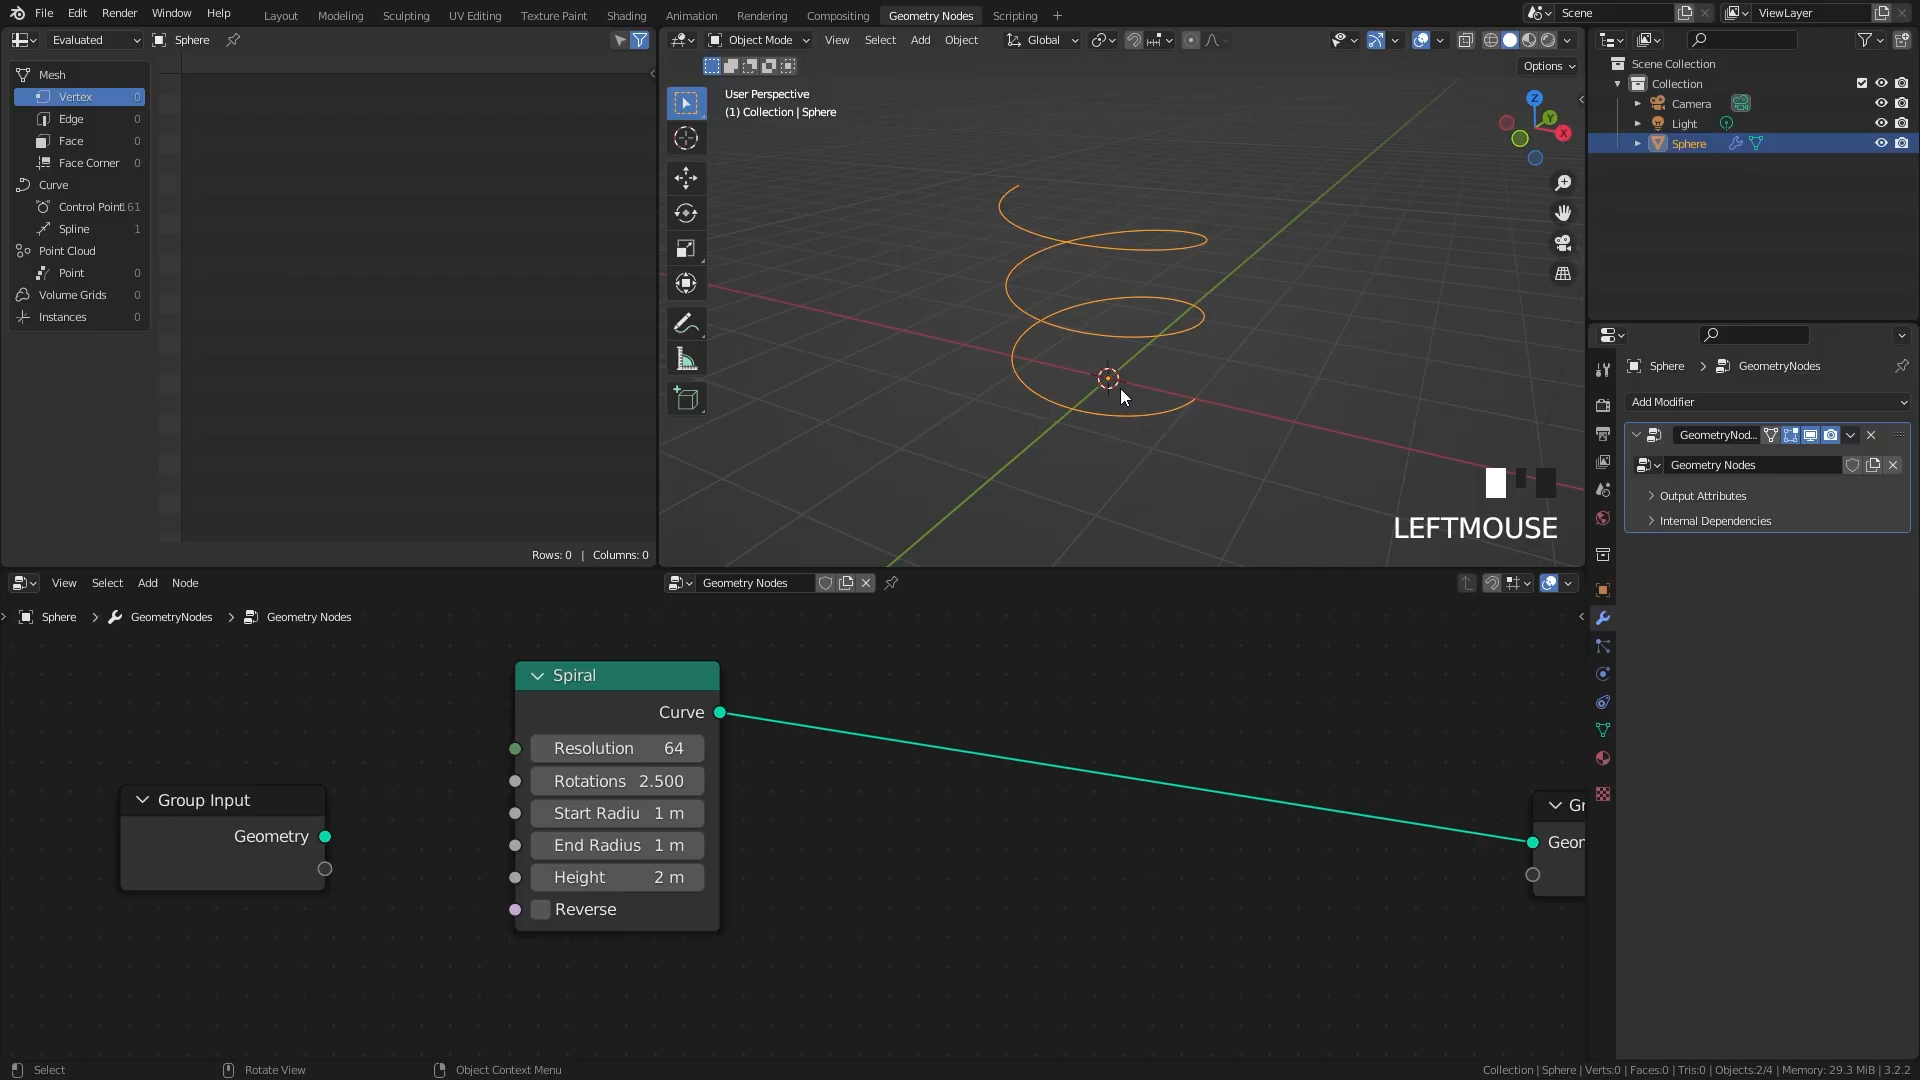 File Edit Render Window Help
Layout Modeling Sculpting UV Editing Texture Paint Shading Animation Rendering Compositing Geometry Nodes Scripting
Scene
ViewLayer
Evaluated
Sphere
Mesh
Vertex 0
Edge 0
Face 0
Face Corner 0
Curve
Control Point 161
Spline 1
Point Cloud
Point 0
Volume Grids 0
Instances 0
Rows: 0 | Columns: 0
Object Mode View Select Add Object Global
Options
User Perspective
(1) Collection | Sphere
Z
Y
X
LEFTMOUSE
Scene Collection
Collection
Camera
Light
Sphere
Sphere GeometryNodes
Add Modifier
GeometryNod...
Geometry Nodes
Output Attributes
Internal Dependencies
View Select Add Node
Geometry Nodes
Sphere GeometryNodes Geometry Nodes
Group Input
Geometry
Spiral
Curve
Resolution 64
Rotations 2.500
Start Radiu 1 m
End Radius 1 m
Height 2 m
Reverse
Gr
Geor
Select
Rotate View
Object Context Menu
Collection | Sphere | Verts:0 | Faces:0 | Tris:0 | Objects:2/4 | Memory: 29.3 MiB | 3.2.2